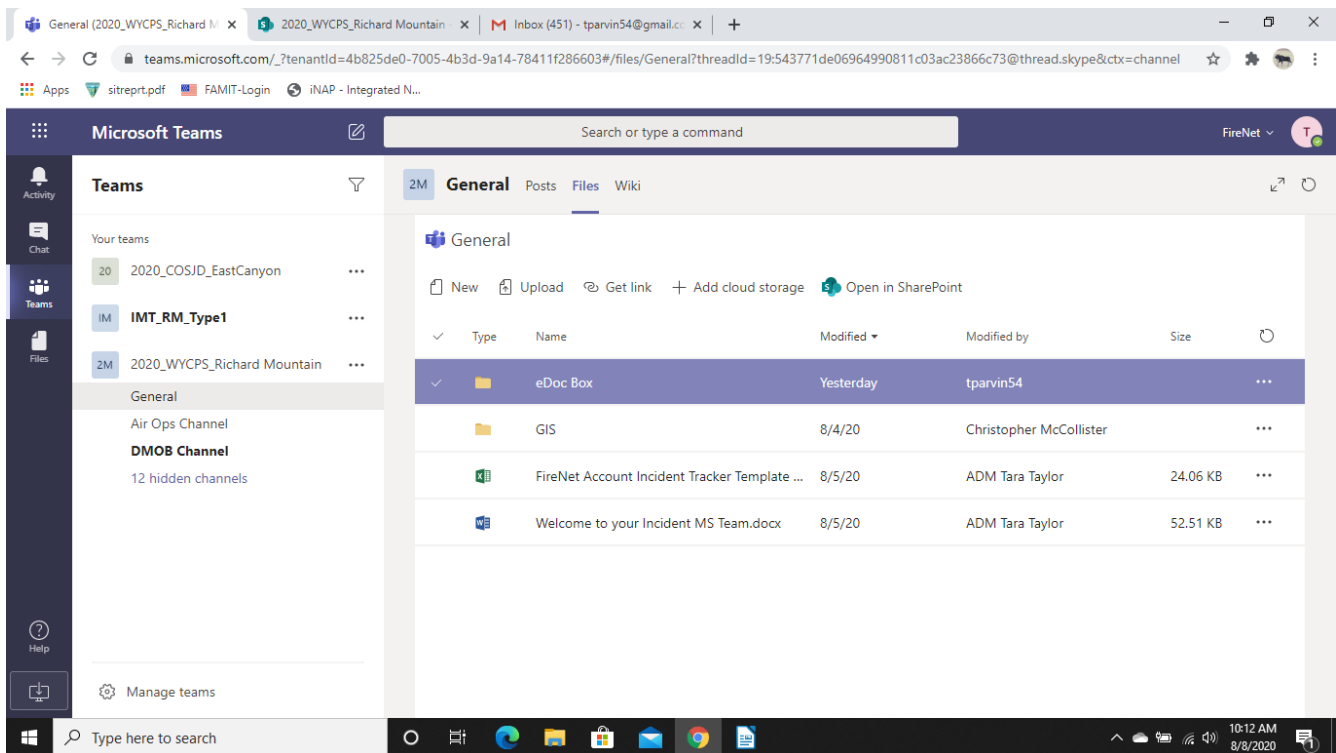 General (2020_WYCPS_Richard M
2020_WYCPS_Richard Mountain -
Inbox (451) - tparvin54@gmail.co
teams.microsoft.com/_?tenantId=4b825de0-7005-4b3d-9a14-78411f286603#/files/General?threadId=19:543771de06964990811c03ac23866c73@thread.skype&ctx=channel
Apps sitreprt.pdf FAMIT-Login iNAP - Integrated N...
Microsoft Teams
Search or type a command
FireNet
T
Activity
Chat
Teams
Files
Help
Teams
Your teams
20 2020_COSJD_EastCanyon ...
IM IMT_RM_Type1 ...
2M 2020_WYCPS_Richard Mountain ...
General
Air Ops Channel
DMOB Channel
12 hidden channels
Manage teams
2M General Posts Files Wiki
General
New Upload Get link + Add cloud storage Open in SharePoint
Type Name Modified Modified by Size
eDoc Box Yesterday tparvin54 ...
GIS 8/4/20 Christopher McCollister ...
FireNet Account Incident Tracker Template ... 8/5/20 ADM Tara Taylor 24.06 KB ...
Welcome to your Incident MS Team.docx 8/5/20 ADM Tara Taylor 52.51 KB ...
Type here to search
10:12 AM
8/8/2020
1